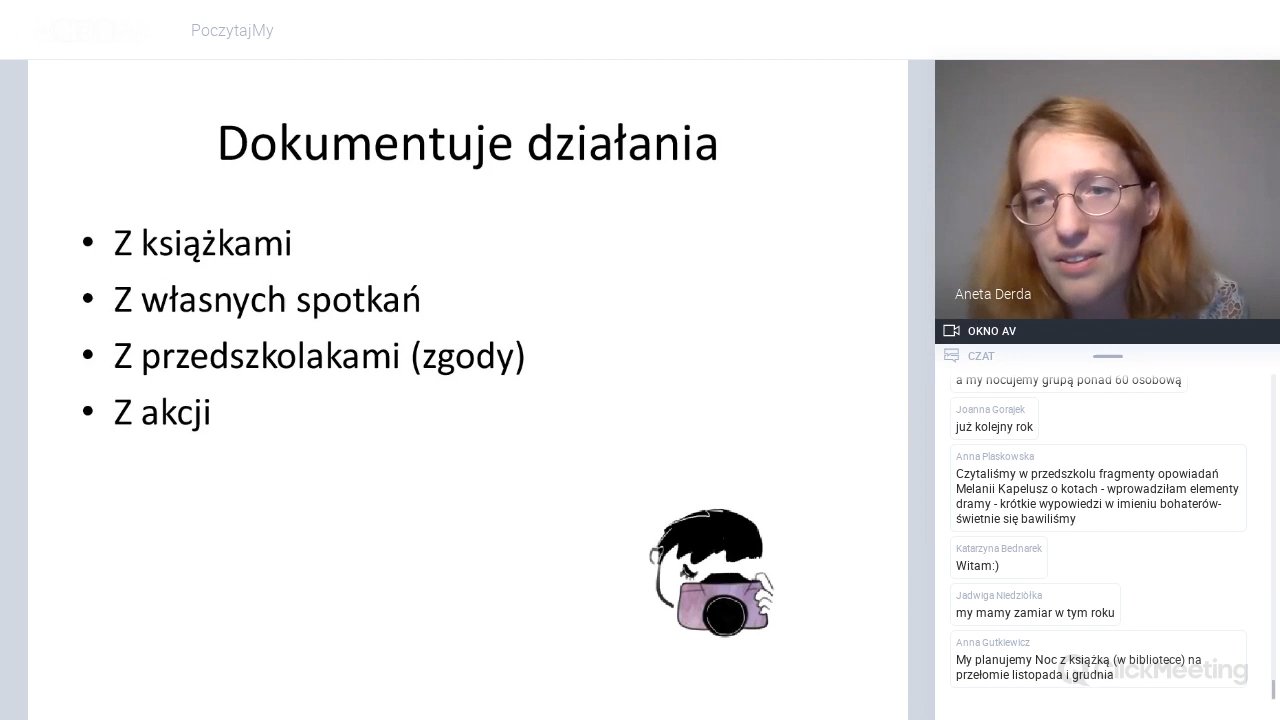 PoczytajMy
Dokumentuje działania
• Z książkami
• Z własnych spotkań
• Z przedszkolakami (zgody)
• Z akcji
Aneta Derda
OKNO AV
CZAT
a my nocujemy grupą ponad 60 osobową
Joanna Gorajek
już kolejny rok
Anna Plaskowska
Czytaliśmy w przedszkolu fragmenty opowiadań
Melanii Kapelusz o kotach - wprowadziłam elementy
dramy - krótkie wypowiedzi w imieniu bohaterów-
świetnie się bawiliśmy
Katarzyna Bednarek
Witam:)
Jadwiga Niedziółka
my mamy zamiar w tym roku
Anna Gutkiewicz
My planujemy Noc z książką (w bibliotece) na
przełomie listopada i grudnia
ClickMeeting